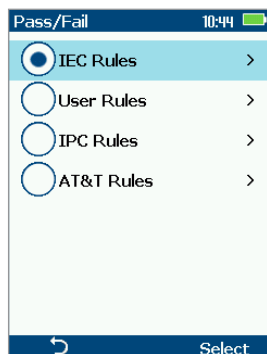 Pass/Fail 10:44
IEC Rules >
User Rules >
IPC Rules >
AT&T Rules >
Select